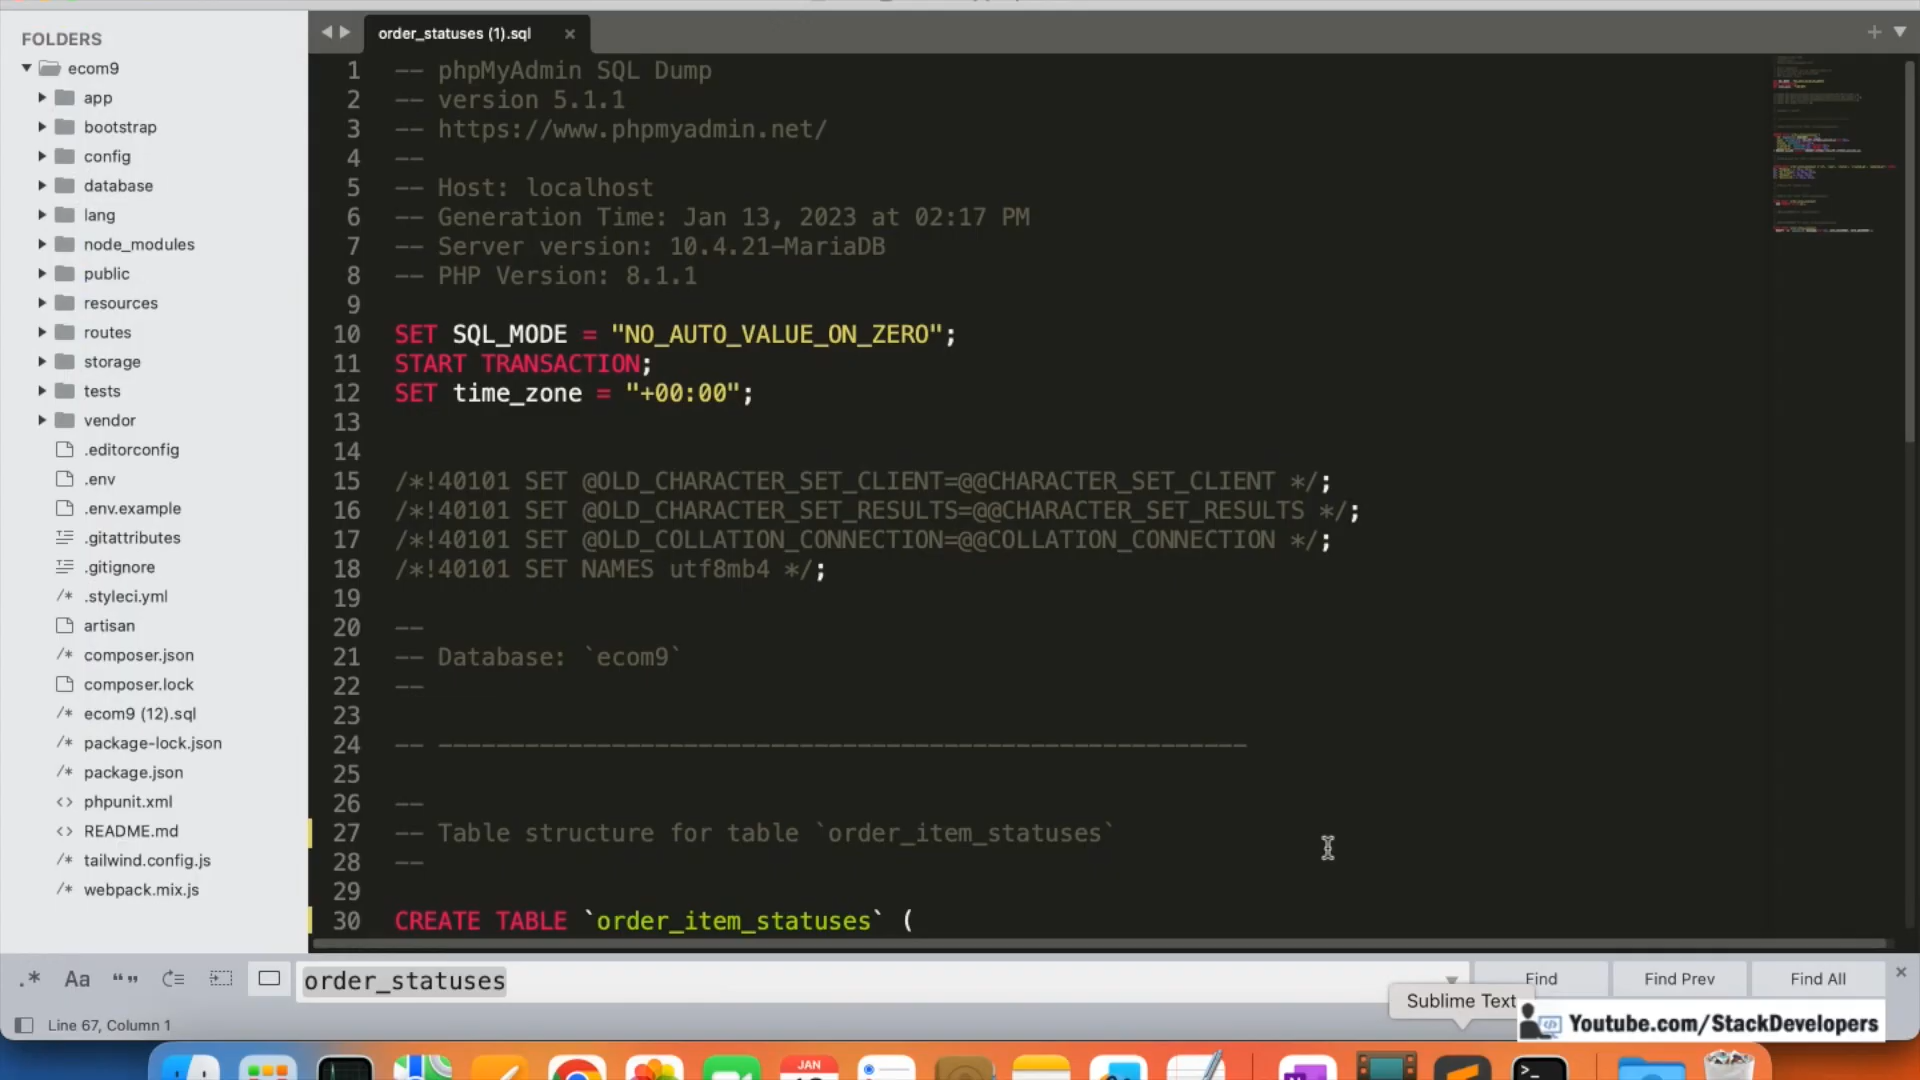 FOLDERS
ecom9
app
bootstrap
config
database
lang
node_modules
public
resources
routes
storage
tests
vendor
.editorconfig
.env
.env.example
.gitattributes
.gitignore
/* .styleci.yml
artisan
/* composer.json
composer.lock
/* ecom9 (12).sql
/* package-lock.json
/* package.json
<> phpunit.xml
<> README.md
/* tailwind.config.js
/* webpack.mix.js
order_statuses (1).sql ×
1 -- phpMyAdmin SQL Dump
2 -- version 5.1.1
3 -- https://www.phpmyadmin.net/
4 --
5 -- Host: localhost
6 -- Generation Time: Jan 13, 2023 at 02:17 PM
7 -- Server version: 10.4.21-MariaDB
8 -- PHP Version: 8.1.1
9
10 SET SQL_MODE = "NO_AUTO_VALUE_ON_ZERO";
11 START TRANSACTION;
12 SET time_zone = "+00:00";
13
14
15 /*!40101 SET @OLD_CHARACTER_SET_CLIENT=@@CHARACTER_SET_CLIENT */;
16 /*!40101 SET @OLD_CHARACTER_SET_RESULTS=@@CHARACTER_SET_RESULTS */;
17 /*!40101 SET @OLD_COLLATION_CONNECTION=@@COLLATION_CONNECTION */;
18 /*!40101 SET NAMES utf8mb4 */;
19
20 --
21 -- Database: `ecom9`
22 --
23
24 -- --------------------------------------------------------
25
26 --
27 -- Table structure for table `order_item_statuses`
28 --
29
30 CREATE TABLE `order_item_statuses` (
.* Aa “ ” order_statuses Find Find Prev Find All ×
Sublime Text
Line 67, Column 1
Youtube.com/StackDevelopers
JAN